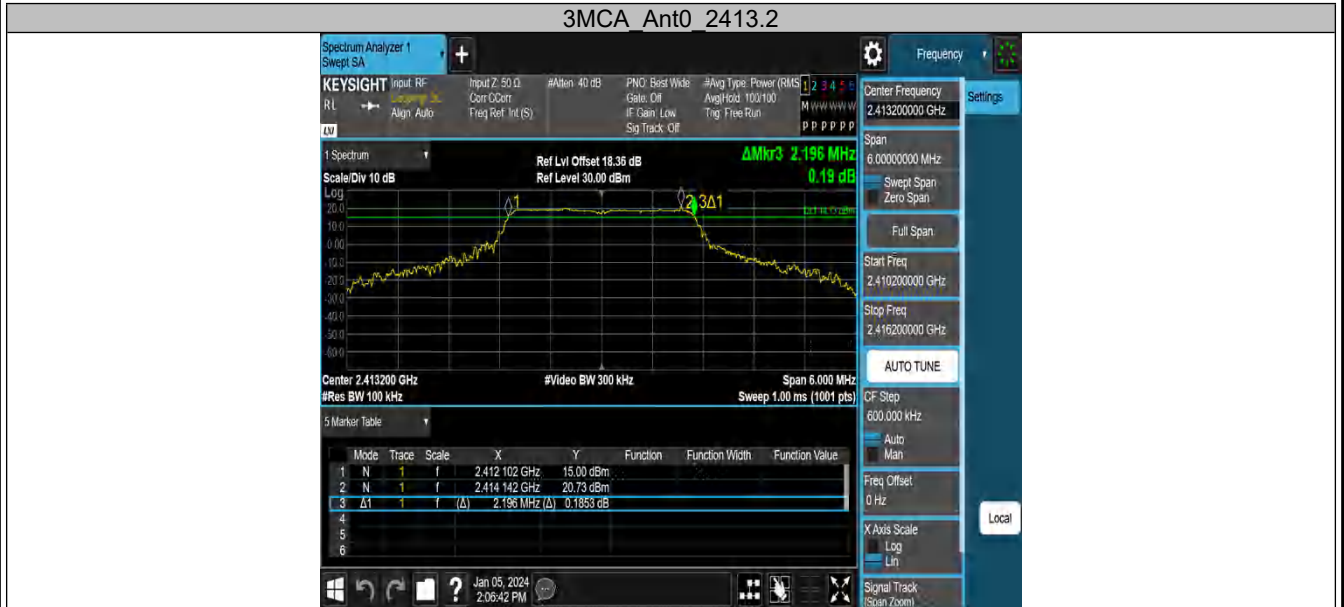 3MCA_Ant0_2413.2
Spectrum Analyzer 1
Swept SA
+
Frequency
KEYSIGHT
RL
LXI
Input: RF
Align: Auto
Input Z: 50 Ω
Corr CCorr
Freq Ref: Int (S)
#Atten: 40 dB
PNO: Best Wide
Gate: Off
IF Gain: Low
Sig Track: Off
#Avg Type: Power (RMS
Avg|Hold: 100/100
Trig: Free Run
1 2 3 4 5 6
M W W W W W
P P P P P P
1 Spectrum
Scale/Div 10 dB
Ref Lvl Offset 18.36 dB
Ref Level 30.00 dBm
ΔMkr3 2.196 MHz
0.19 dB
Log
20.0
10.0
0.00
-10.0
-20.0
-30.0
-40.0
-50.0
-60.0
1
2
3Δ1
Center 2.413200 GHz
#Video BW 300 kHz
Span 6.000 MHz
#Res BW 100 kHz
Sweep 1.00 ms (1001 pts)
5 Marker Table
Mode Trace Scale X Y Function Function Width Function Value
1 N 1 f 2.412 102 GHz 15.00 dBm
2 N 1 f 2.414 142 GHz 20.73 dBm
3 Δ1 1 f (Δ) 2.196 MHz (Δ) 0.1853 dB
4
5
6
Jan 05, 2024
2:06:42 PM
Center Frequency
2.413200000 GHz
Settings
Span
6.00000000 MHz
Swept Span
Zero Span
Full Span
Start Freq
2.410200000 GHz
Stop Freq
2.416200000 GHz
AUTO TUNE
CF Step
600.000 kHz
Auto
Man
Freq Offset
0 Hz
X Axis Scale
Log
Lin
Local
Signal Track
(Span Zoom)